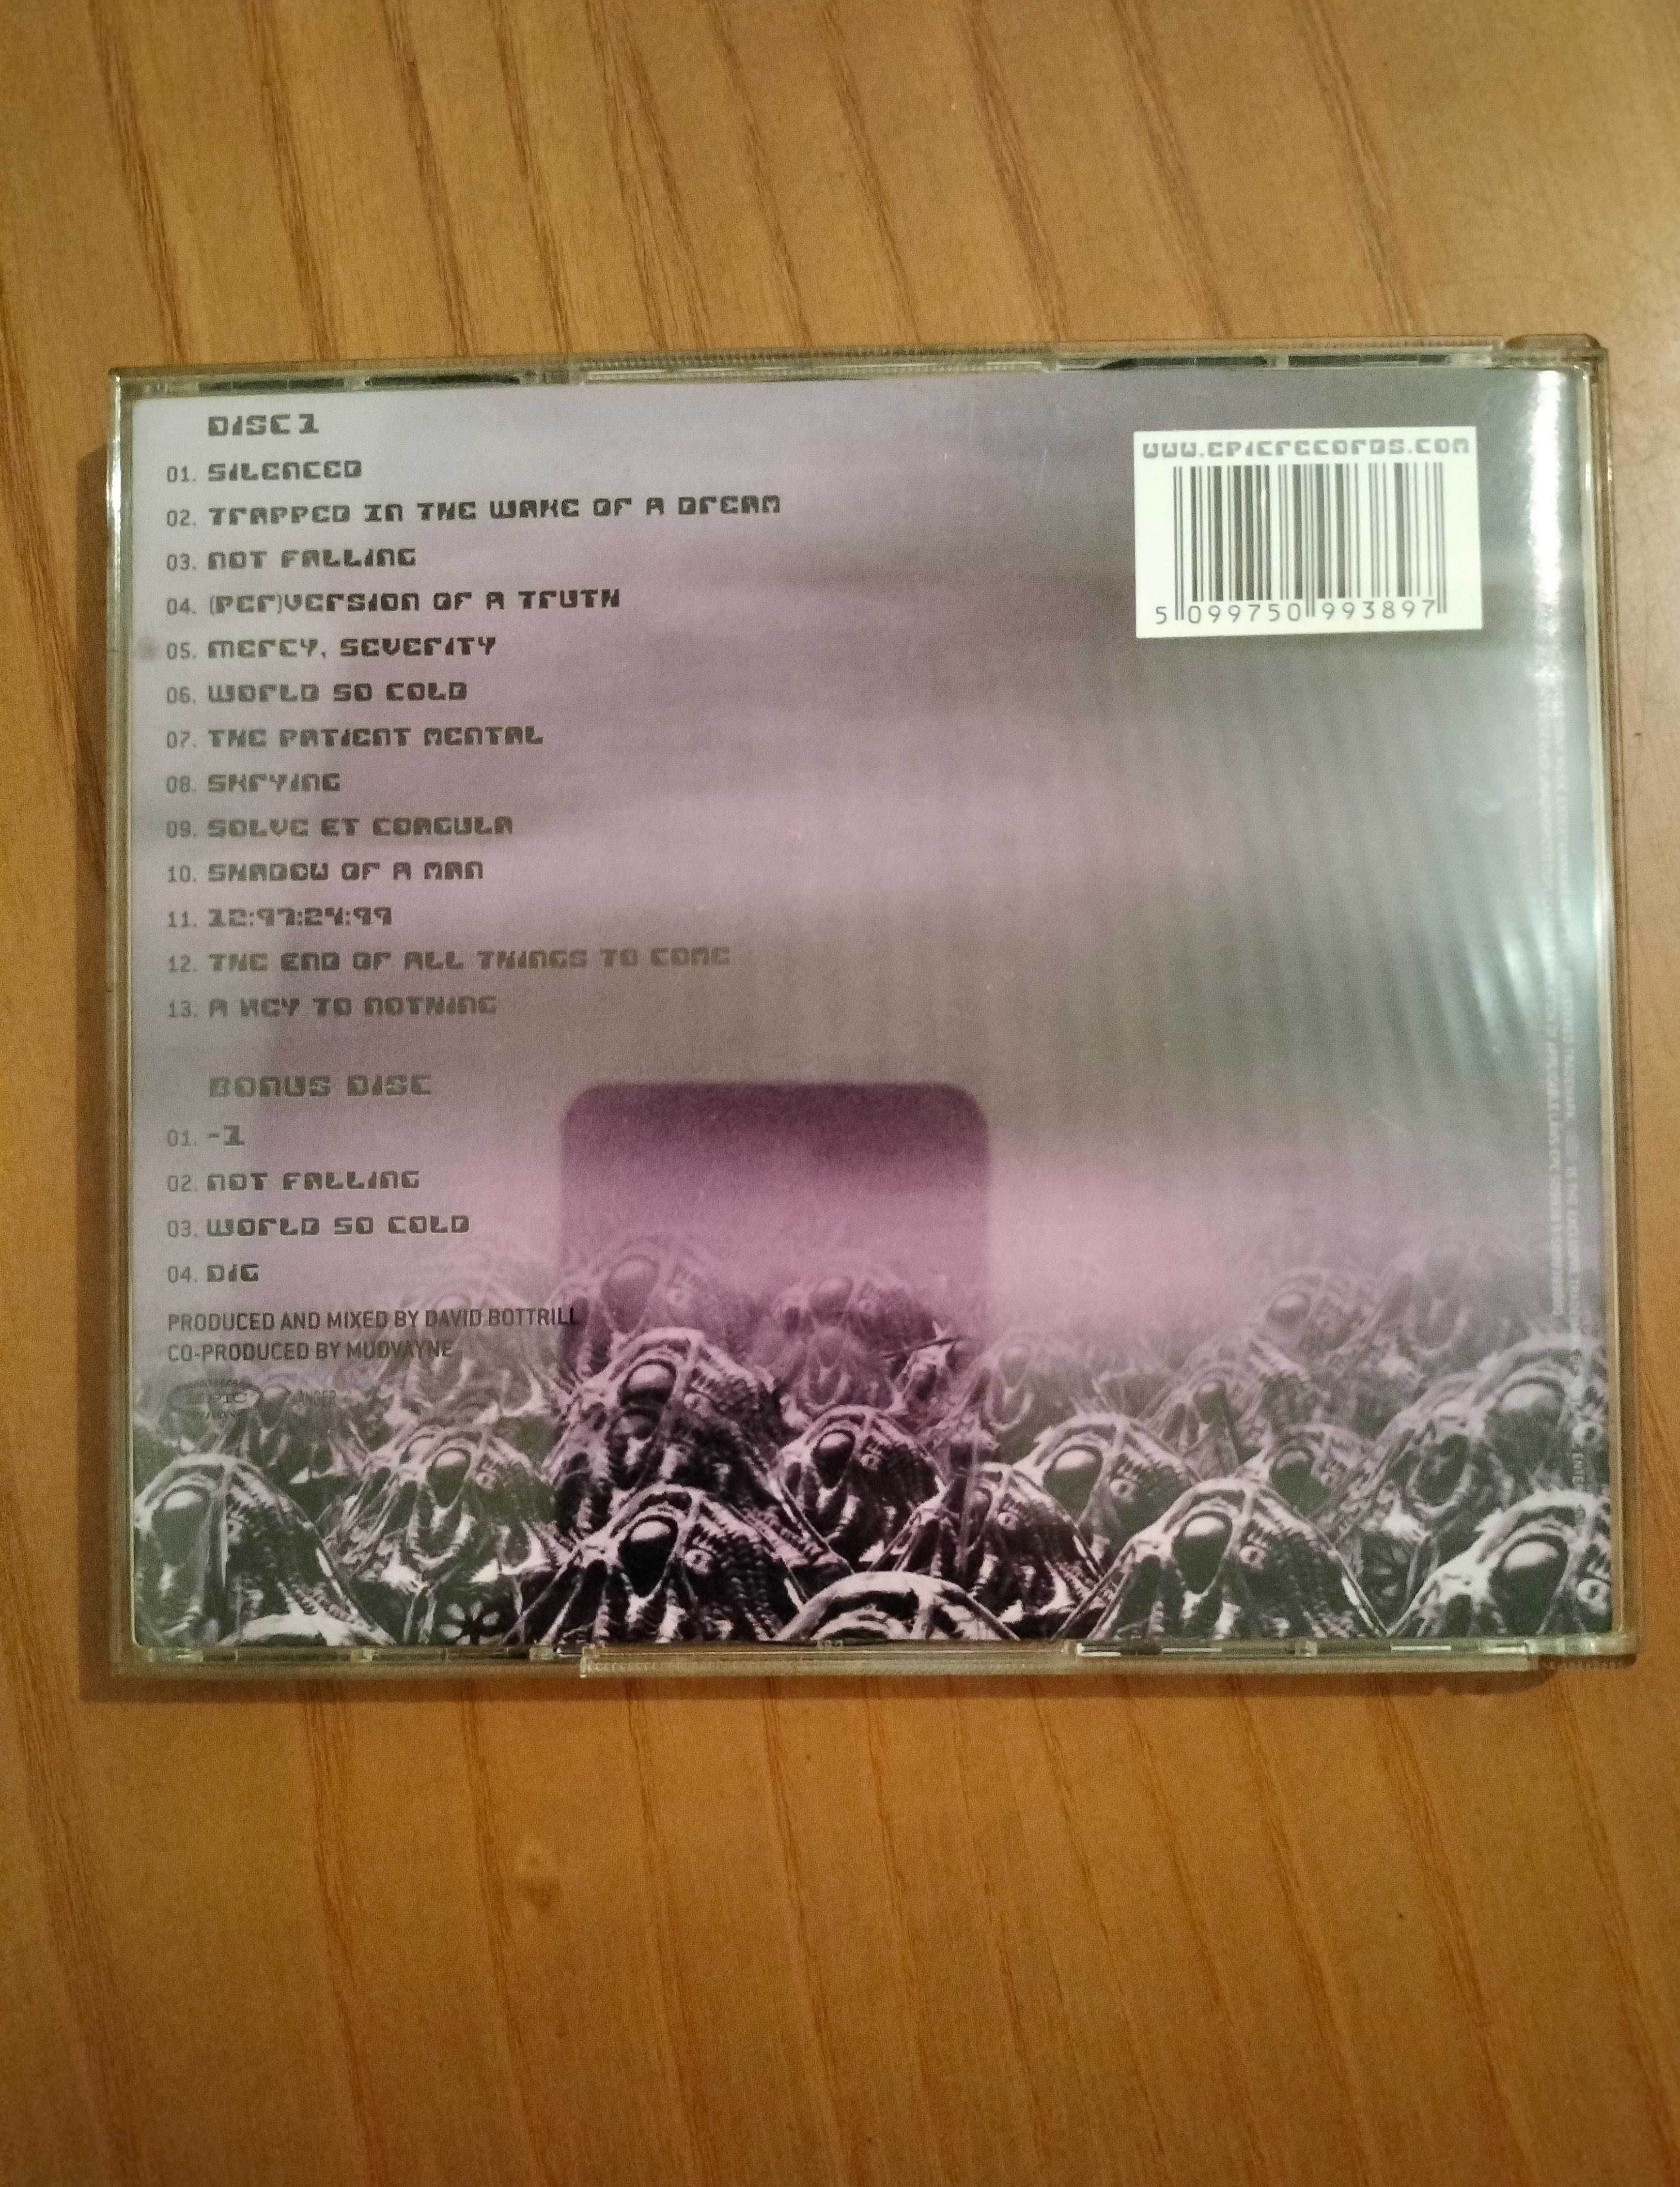 DISC 1
01. SILENCED
02. TRAPPED IN THE WAKE OF A DREAM
03. NOT FALLING
04. (PER)VERSION OF A TRUTH
05. MERCY, SEVERITY
06. WORLD SO COLD
07. THE PATIENT MENTAL
08. SKRYING
09. SOLVE ET COAGULA
10. SHADOW OF A MAN
11. 12:97:24:99
12. THE END OF ALL THINGS TO COME
13. A KEY TO NOTHING
BONUS DISC
01. -1
02. NOT FALLING
03. WORLD SO COLD
04. DIG
PRODUCED AND MIXED BY DAVID BOTTRILL
CO-PRODUCED BY MUDVAYNE
EPIC
WWW.EPICRECORDS.COM
5 099750 993897